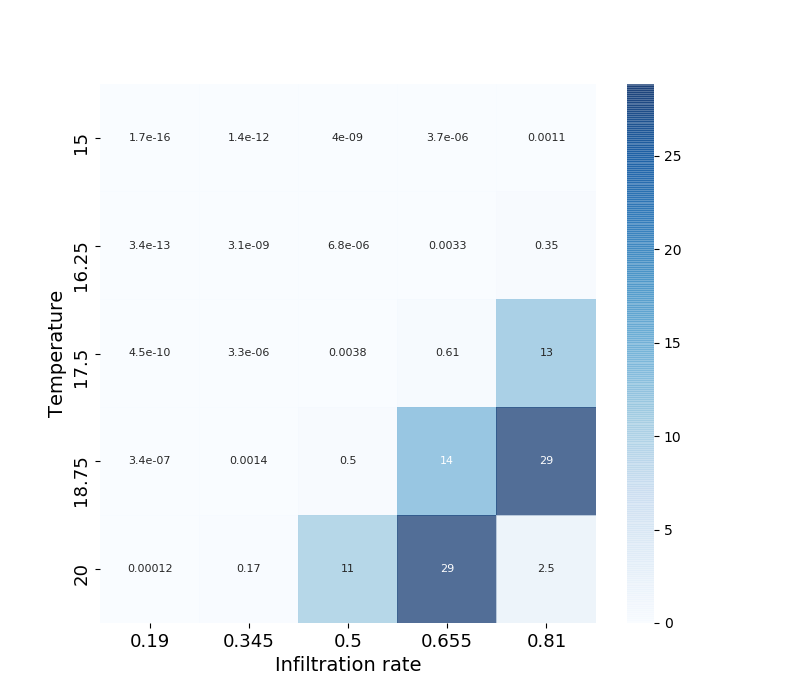 15 1.7e-16 1.4e-12 4e-09 3.7e-06 0.0011
16.25 3.4e-13 3.1e-09 6.8e-06 0.0033 0.35
17.5 4.5e-10 3.3e-06 0.0038 0.61 13
18.75 3.4e-07 0.0014 0.5 14 29
20 0.00012 0.17 11 29 2.5
Temperature
0.19 0.345 0.5 0.655 0.81
Infiltration rate
25
20
15
10
5
0